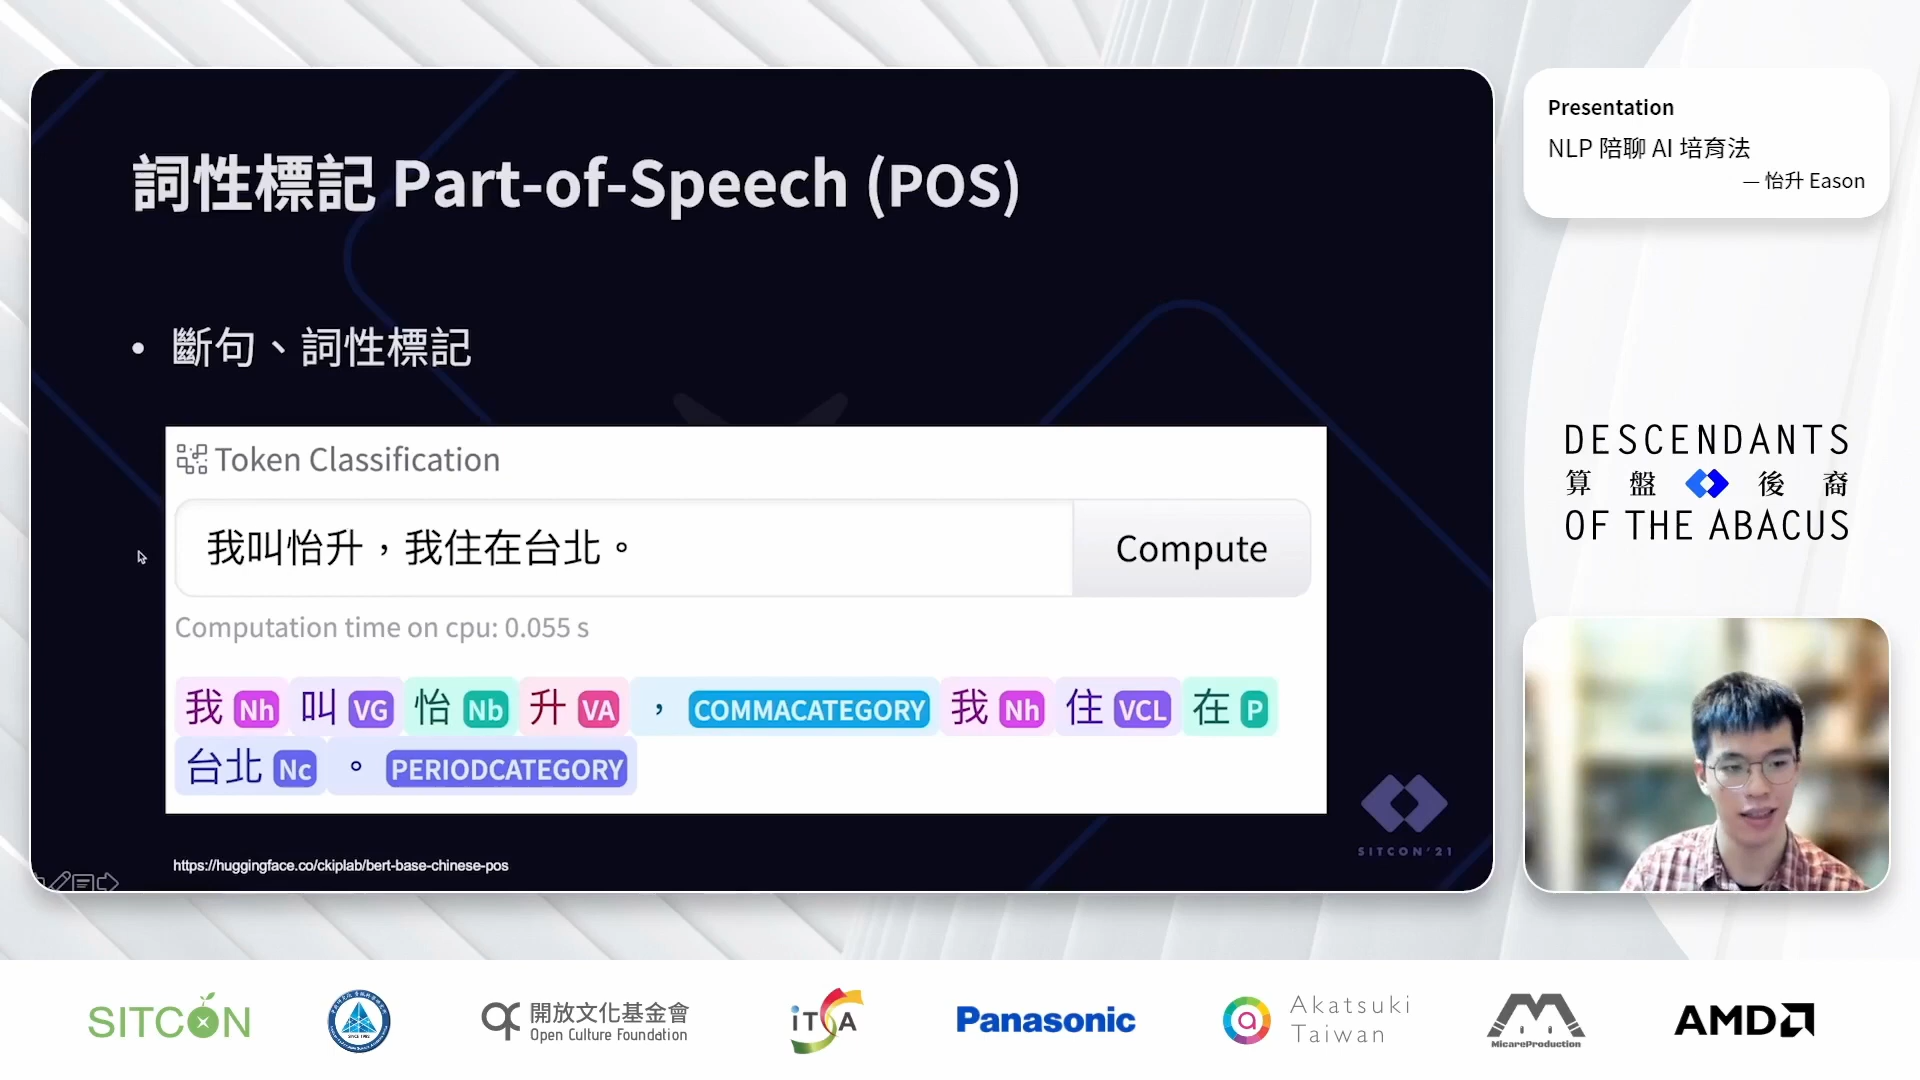 詞性標記 Part-of-Speech (POS)
• 斷句、詞性標記
Token Classification
我叫怡升，我住在台北。
Compute
Computation time on cpu: 0.055 s
我 Nh 叫 VG 怡 Nb 升 VA ， COMMACATEGORY 我 Nh 住 VCL 在 P
台北 Nc 。 PERIODCATEGORY
https://huggingface.co/ckiplab/bert-base-chinese-pos
SITCON'21
Presentation
NLP 陪聊 AI 培育法
— 怡升 Eason
DESCENDANTS
算盤後裔
OF THE ABACUS
SITCON
開放文化基金會
Open Culture Foundation
iTSA
Panasonic
Akatsuki
Taiwan
MicareProduction
AMD